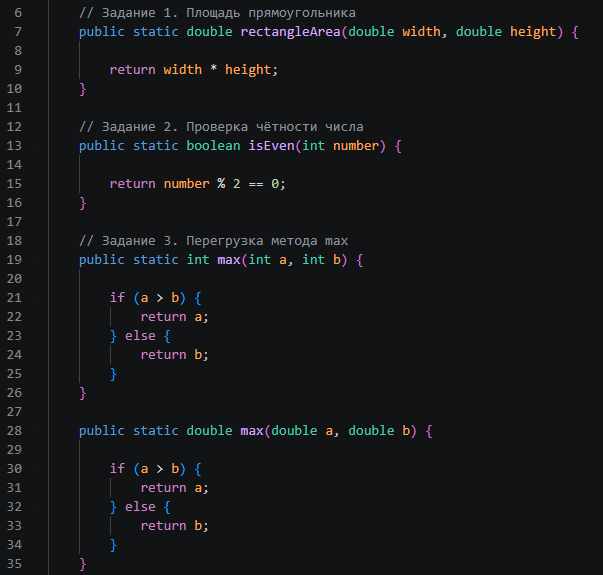 6 // Задание 1. Площадь прямоугольника
7 public static double rectangleArea(double width, double height) {
8
9 return width * height;
10 }
11
12 // Задание 2. Проверка чётности числа
13 public static boolean isEven(int number) {
14
15 return number % 2 == 0;
16 }
17
18 // Задание 3. Перегрузка метода max
19 public static int max(int a, int b) {
20
21 if (a > b) {
22 return a;
23 } else {
24 return b;
25 }
26 }
27
28 public static double max(double a, double b) {
29
30 if (a > b) {
31 return a;
32 } else {
33 return b;
34 }
35 }